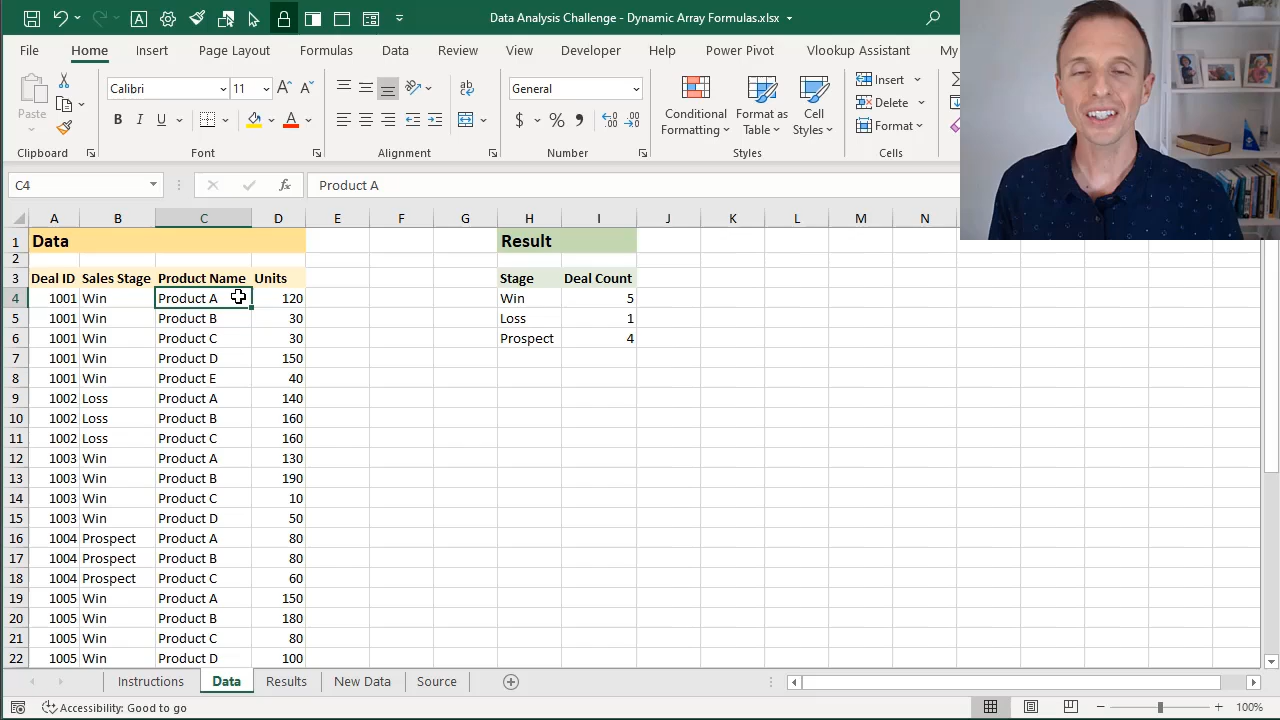 Data Analysis Challenge - Dynamic Array Formulas.xlsx
File Home Insert Page Layout Formulas Data Review View Developer Help Power Pivot Vlookup Assistant My
Paste
Calibri 11
General
Insert
Delete
Format
Conditional Formatting
Format as Table
Cell Styles
Clipboard Font Alignment Number Styles Cells
C4 fx Product A
A B C D E F G H I J K L M N
1 Data Result
2
3 Deal ID Sales Stage Product Name Units Stage Deal Count
4 1001 Win Product A 120 Win 5
5 1001 Win Product B 30 Loss 1
6 1001 Win Product C 30 Prospect 4
7 1001 Win Product D 150
8 1001 Win Product E 40
9 1002 Loss Product A 140
10 1002 Loss Product B 160
11 1002 Loss Product C 160
12 1003 Win Product A 130
13 1003 Win Product B 190
14 1003 Win Product C 10
15 1003 Win Product D 50
16 1004 Prospect Product A 80
17 1004 Prospect Product B 80
18 1004 Prospect Product C 60
19 1005 Win Product A 150
20 1005 Win Product B 180
21 1005 Win Product C 80
22 1005 Win Product D 100
Instructions Data Results New Data Source
Accessibility: Good to go 100%